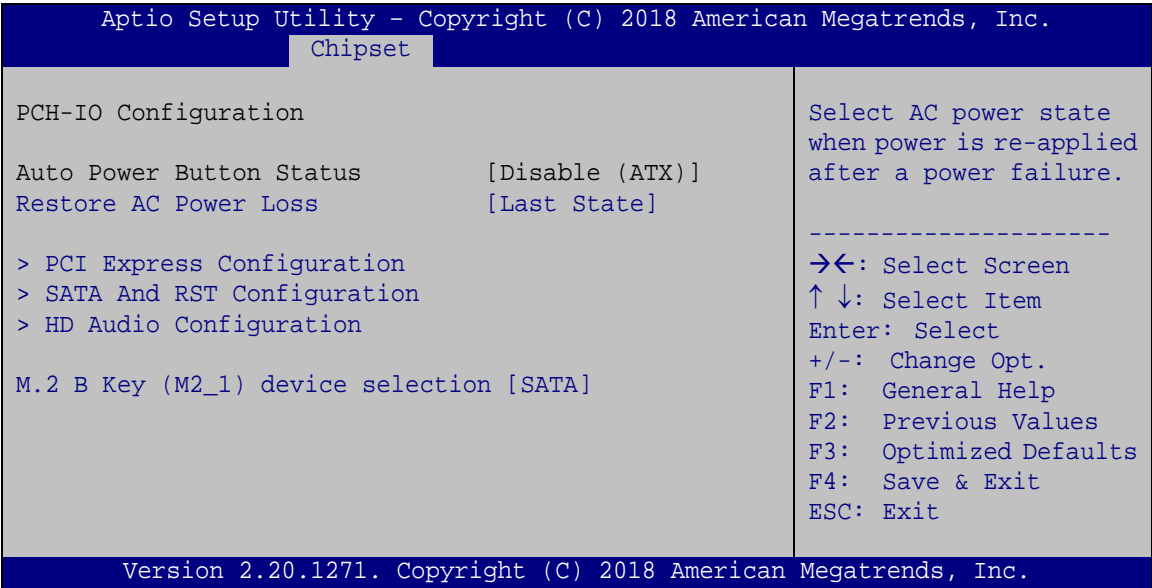 Aptio Setup Utility – Copyright (C) 2018 American Megatrends, Inc.
Chipset
PCH-IO Configuration
Auto Power Button Status [Disable (ATX)]
Restore AC Power Loss [Last State]
> PCI Express Configuration
> SATA And RST Configuration
> HD Audio Configuration
M.2 B Key (M2_1) device selection [SATA]
Select AC power state
when power is re-applied
after a power failure.
---------------------
→←: Select Screen
↑ ↓: Select Item
Enter: Select
+/-: Change Opt.
F1: General Help
F2: Previous Values
F3: Optimized Defaults
F4: Save & Exit
ESC: Exit
Version 2.20.1271. Copyright (C) 2018 American Megatrends, Inc.